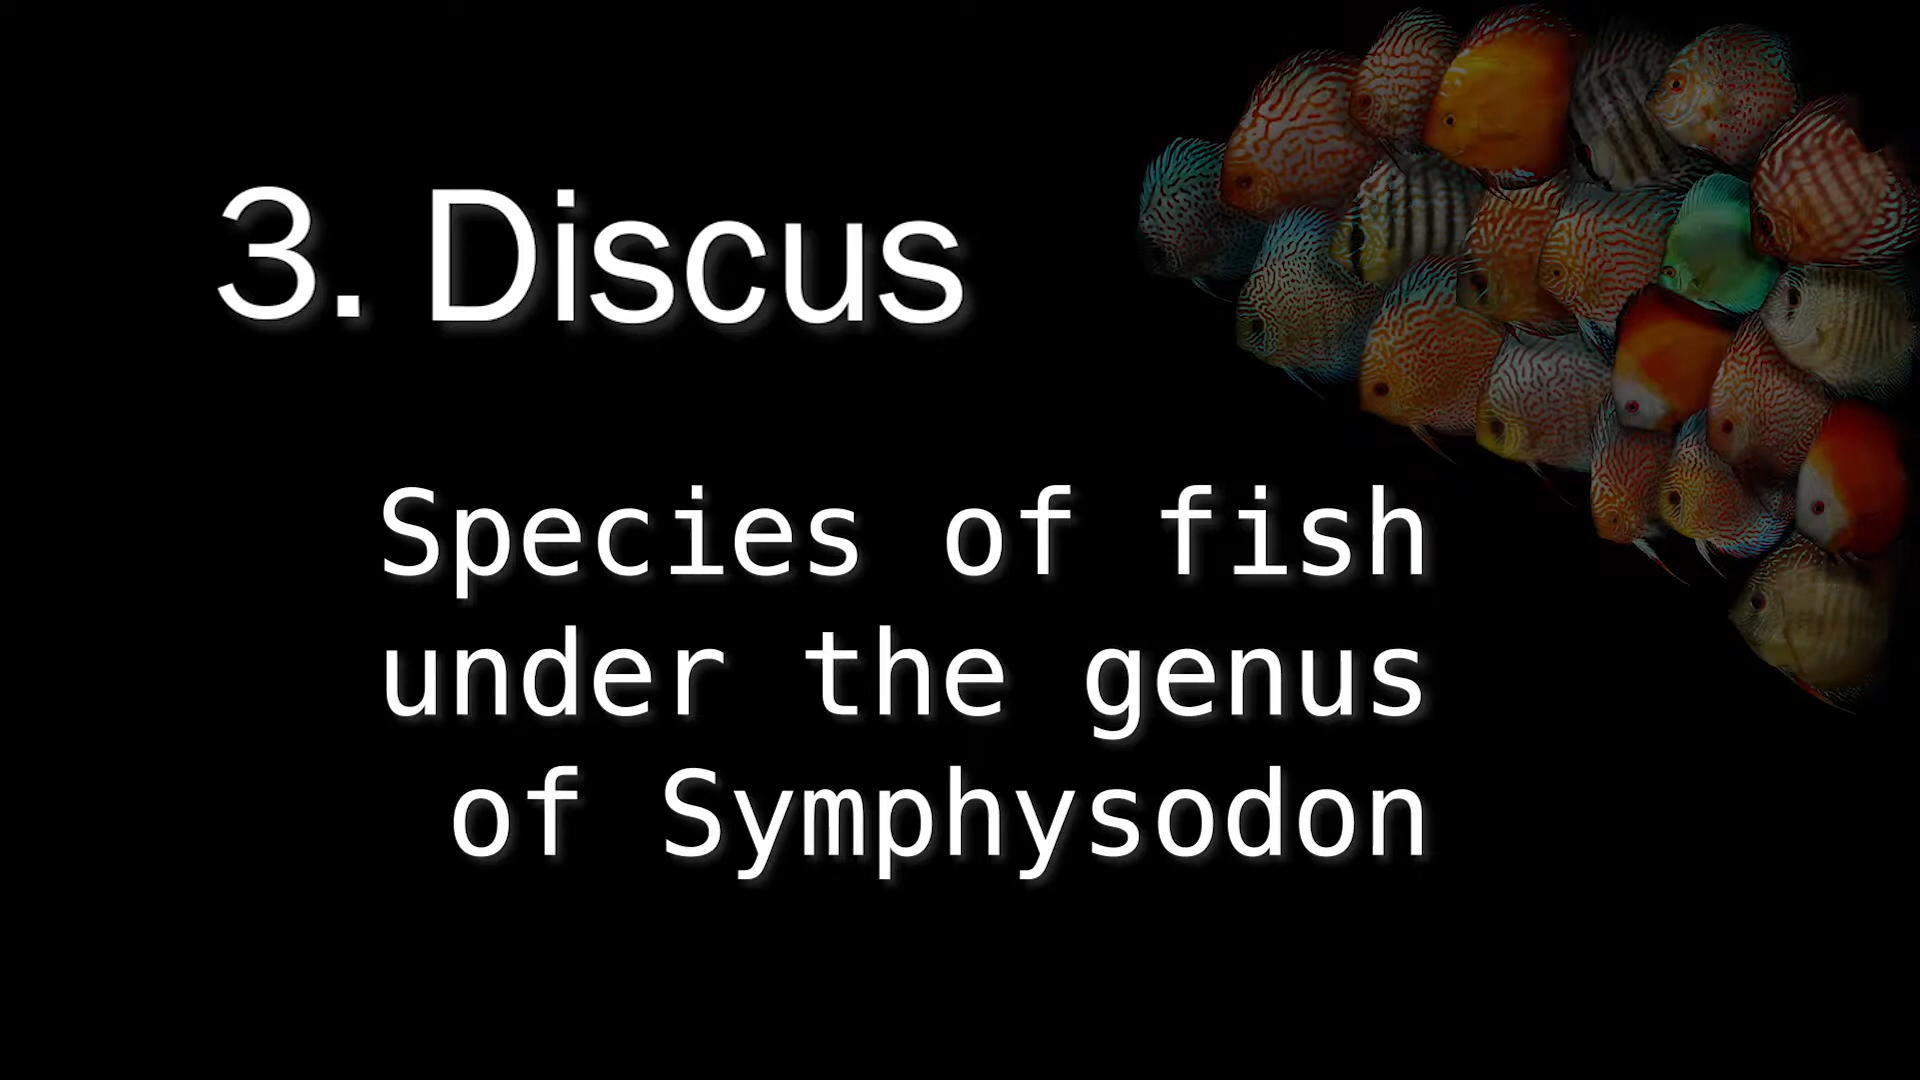 3. Discus
Species of fish
under the genus
of Symphysodon